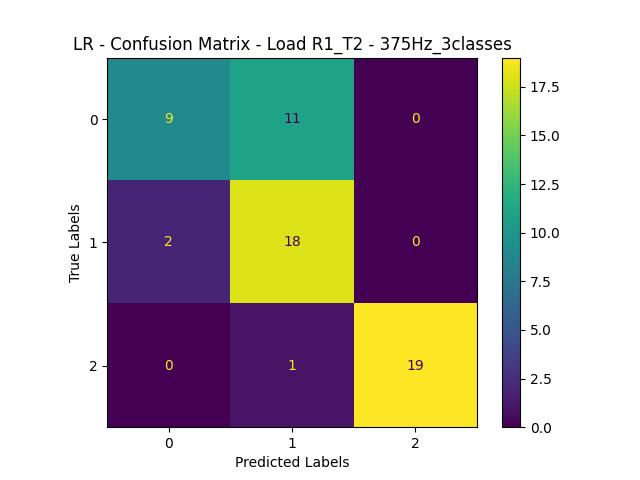 LR - Confusion Matrix - Load R1_T2 - 375Hz_3classes
True Labels
0 9 11 0
1 2 18 0
2 0 1 19
0 1 2
Predicted Labels
17.5
15.0
12.5
10.0
7.5
5.0
2.5
0.0